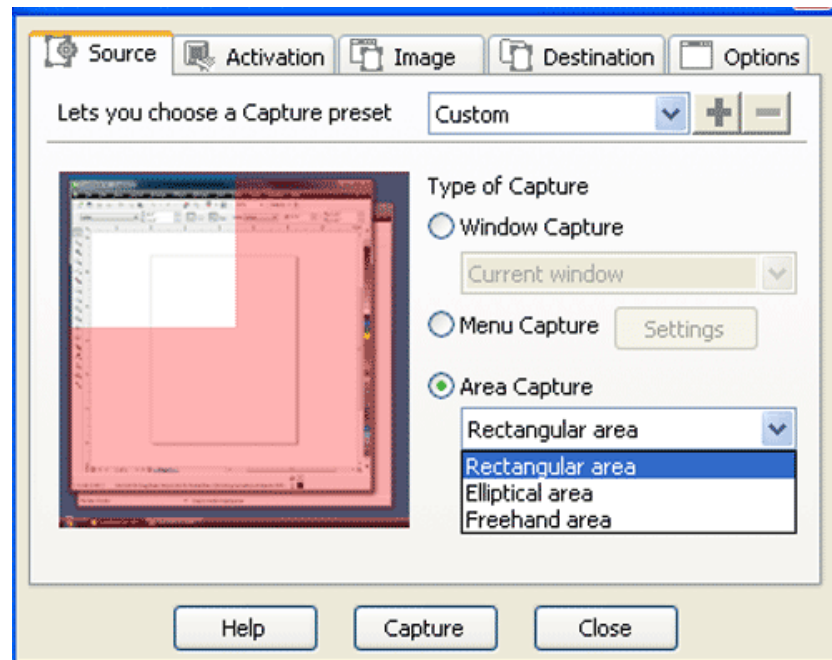 Source Activation Image Destination Options
Lets you choose a Capture preset Custom
Type of Capture
Window Capture
Current window
Menu Capture Settings
Area Capture
Rectangular area
Rectangular area
Elliptical area
Freehand area
Help Capture Close